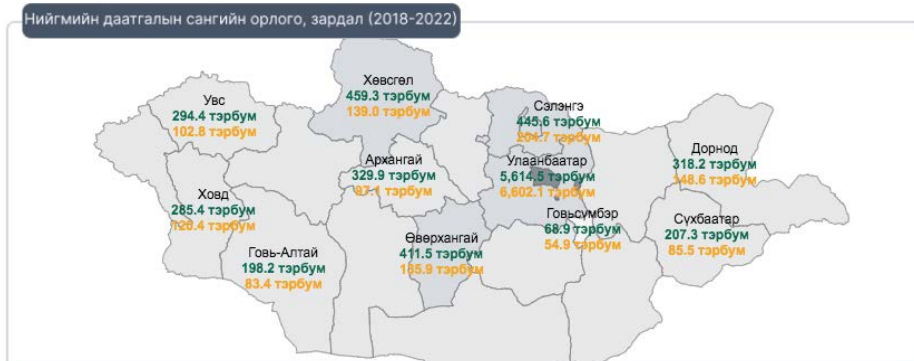 Нийгмийн даатгалын сангийн орлого, зардал (2018-2022)
Хөвсгөл
459.3 тэрбум
139.0 тэрбум
Увс
294.4 тэрбум
102.8 тэрбум
Сэлэнгэ
445.6 тэрбум
204.7 тэрбум
Дорнод
318.2 тэрбум
148.6 тэрбум
Архангай
329.9 тэрбум
97.1 тэрбум
Улаанбаатар
5,614.5 тэрбум
6,602.1 тэрбум
Ховд
285.4 тэрбум
126.4 тэрбум
Говьсүмбэр
68.9 тэрбум
54.9 тэрбум
Сүхбаатар
207.3 тэрбум
85.5 тэрбум
Өвөрхангай
411.5 тэрбум
тэрбум
Говь-Алтай
198.2 тэрбум
83.4 тэрбум